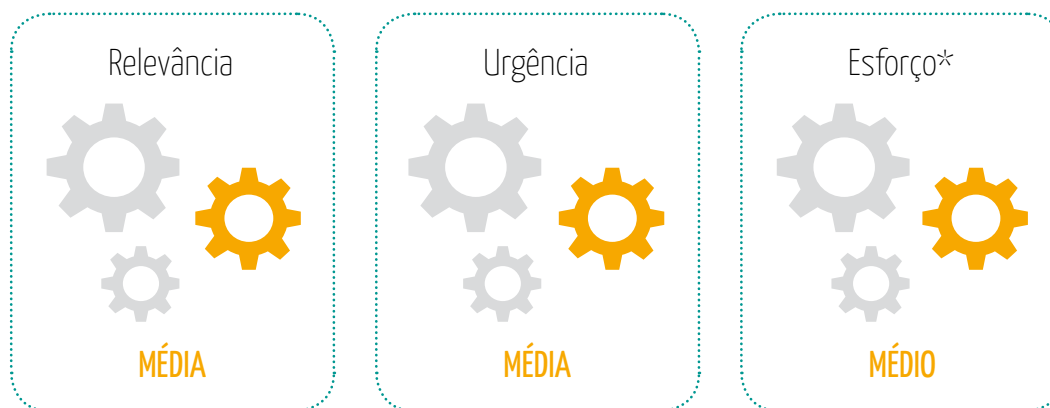 Relevância
MÉDIA
Urgência
MÉDIA
Esforço*
MÉDIO